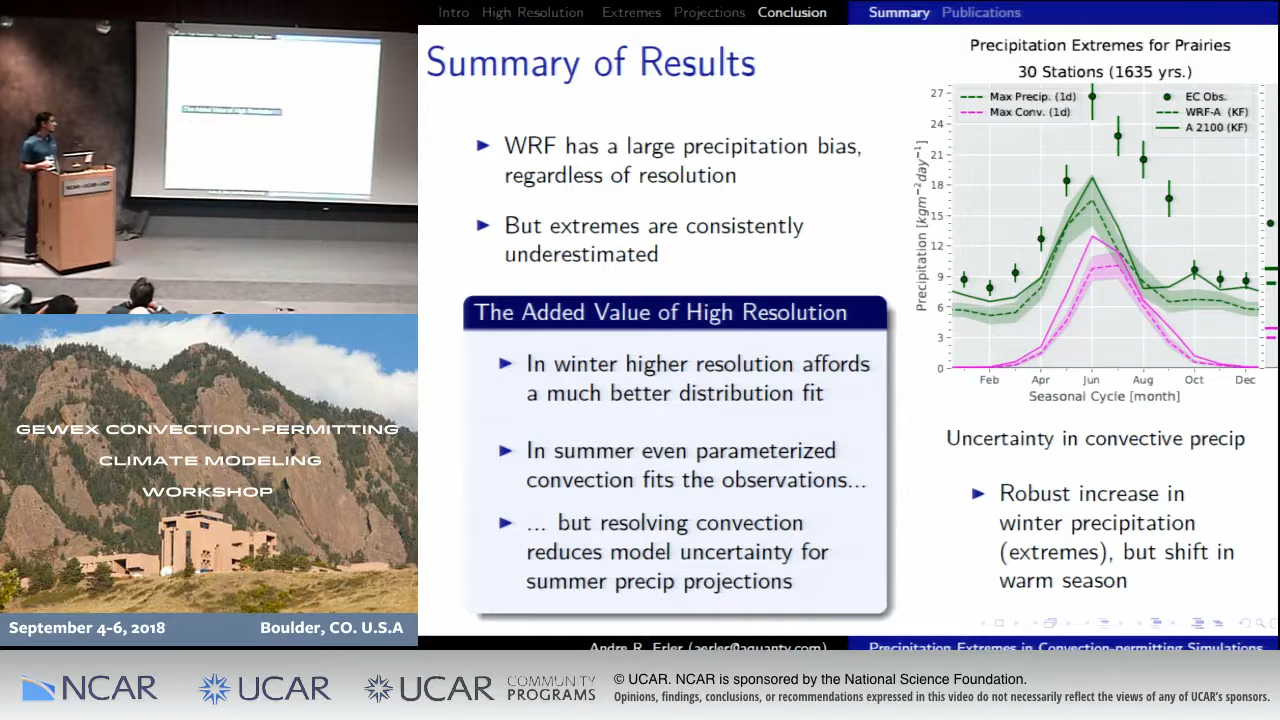 Intro High Resolution Extremes Projections Conclusion
Summary Publications
Summary of Results
WRF has a large precipitation bias,
regardless of resolution
But extremes are consistently
underestimated
The Added Value of High Resolution
In winter higher resolution affords
a much better distribution fit
In summer even parameterized
convection fits the observations...
... but resolving convection
reduces model uncertainty for
summer precip projections
Precipitation Extremes for Prairies
30 Stations (1635 yrs.)
Max Precip. (1d)
Max Conv. (1d)
EC Obs.
WRF-A (KF)
A 2100 (KF)
Precipitation [kgm⁻²day⁻¹]
27
24
21
18
15
12
9
6
3
0
Feb Apr Jun Aug Oct Dec
Seasonal Cycle [month]
Uncertainty in convective precip
Robust increase in
winter precipitation
(extremes), but shift in
warm season
Andre R. Erler (aerler@aquanty.com)
Precipitation Extremes in Convection-permitting Simulations
NCAR UCAR UCP
GEWEX CONVECTION-PERMITTING
CLIMATE MODELING
WORKSHOP
September 4-6, 2018
Boulder, CO. U.S.A
NCAR
UCAR
UCAR
COMMUNITY
PROGRAMS
© UCAR. NCAR is sponsored by the National Science Foundation.
Opinions, findings, conclusions, or recommendations expressed in this video do not necessarily reflect the views of any of UCAR's sponsors.